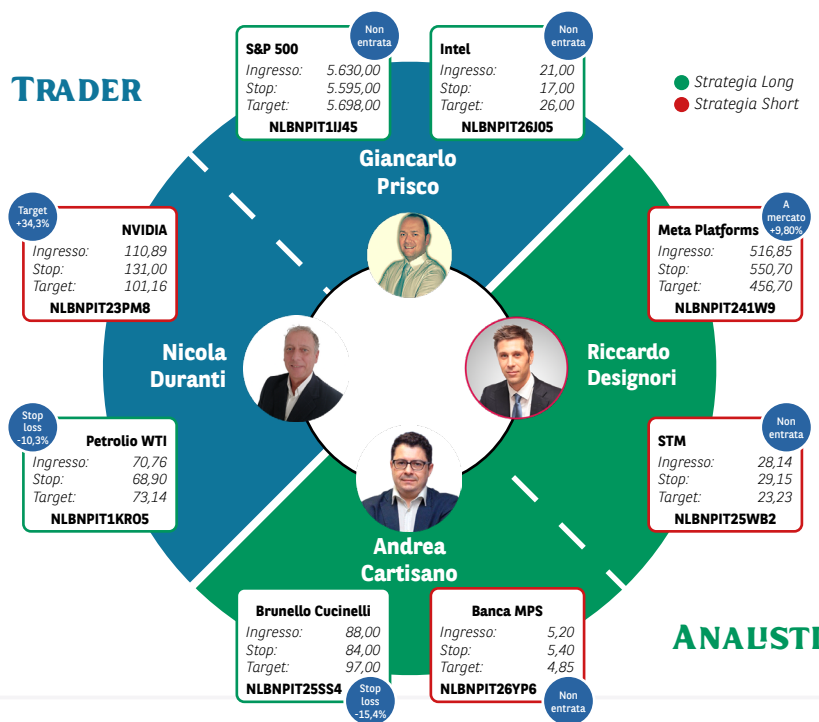 TRADER
S&P 500
Ingresso: 5.630,00
Stop: 5.595,00
Target: 5.698,00
NLBNPIT1IJ45
Non
entrata
Intel
Ingresso: 21,00
Stop: 17,00
Target: 26,00
NLBNPIT26J05
Non
entrata
Strategia Long
Strategia Short
Giancarlo
Prisco
Target
+34,3%
NVIDIA
Ingresso: 110,89
Stop: 131,00
Target: 101,16
NLBNPIT23PM8
A
mercato
+9,80%
Meta Platforms
Ingresso: 516,85
Stop: 550,70
Target: 456,70
NLBNPIT241W9
Nicola
Duranti
Riccardo
Designori
Stop
loss
-10,3%
Petrolio WTI
Ingresso: 70,76
Stop: 68,90
Target: 73,14
NLBNPIT1KRO5
Non
entrata
STM
Ingresso: 28,14
Stop: 29,15
Target: 23,23
NLBNPIT25WB2
Andrea
Cartisano
Brunello Cucinelli
Ingresso: 88,00
Stop: 84,00
Target: 97,00
NLBNPIT25SS4
Stop
loss
-15,4%
Banca MPS
Ingresso: 5,20
Stop: 5,40
Target: 4,85
NLBNPIT26YP6
Non
entrata
ANALISTI